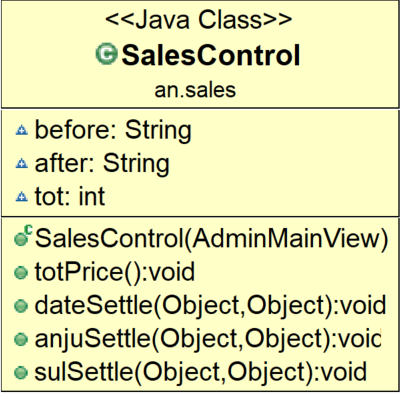 <<Java Class>>
C SalesControl
an.sales
before: String
after: String
tot: int
C SalesControl(AdminMainView)
totPrice():void
dateSettle(Object,Object):void
anjuSettle(Object,Object):void
sulSettle(Object,Object):void